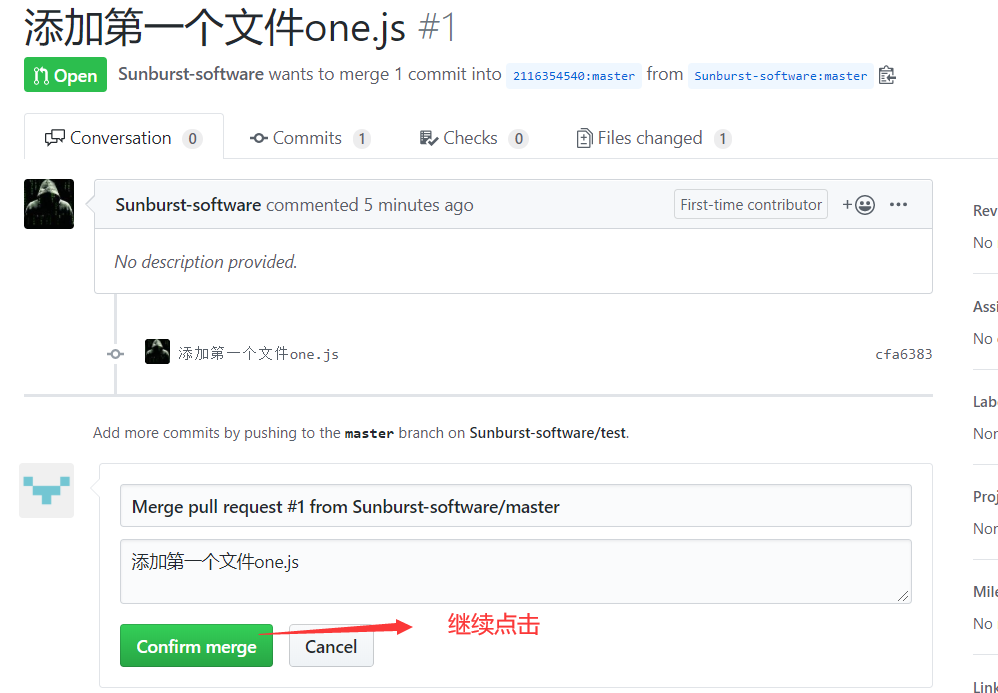 添加第一个文件one.js #1
Open Sunburst-software wants to merge 1 commit into 2116354540:master from Sunburst-software:master
Conversation 0 Commits 1 Checks 0 Files changed 1
Sunburst-software commented 5 minutes ago First-time contributor
No description provided.
添加第一个文件one.js cfa6383
Add more commits by pushing to the master branch on Sunburst-software/test.
Merge pull request #1 from Sunburst-software/master
添加第一个文件one.js
继续点击
Confirm merge Cancel
Rev
No
Assi
No
Lab
Non
Proj
Non
Mile
No
Link